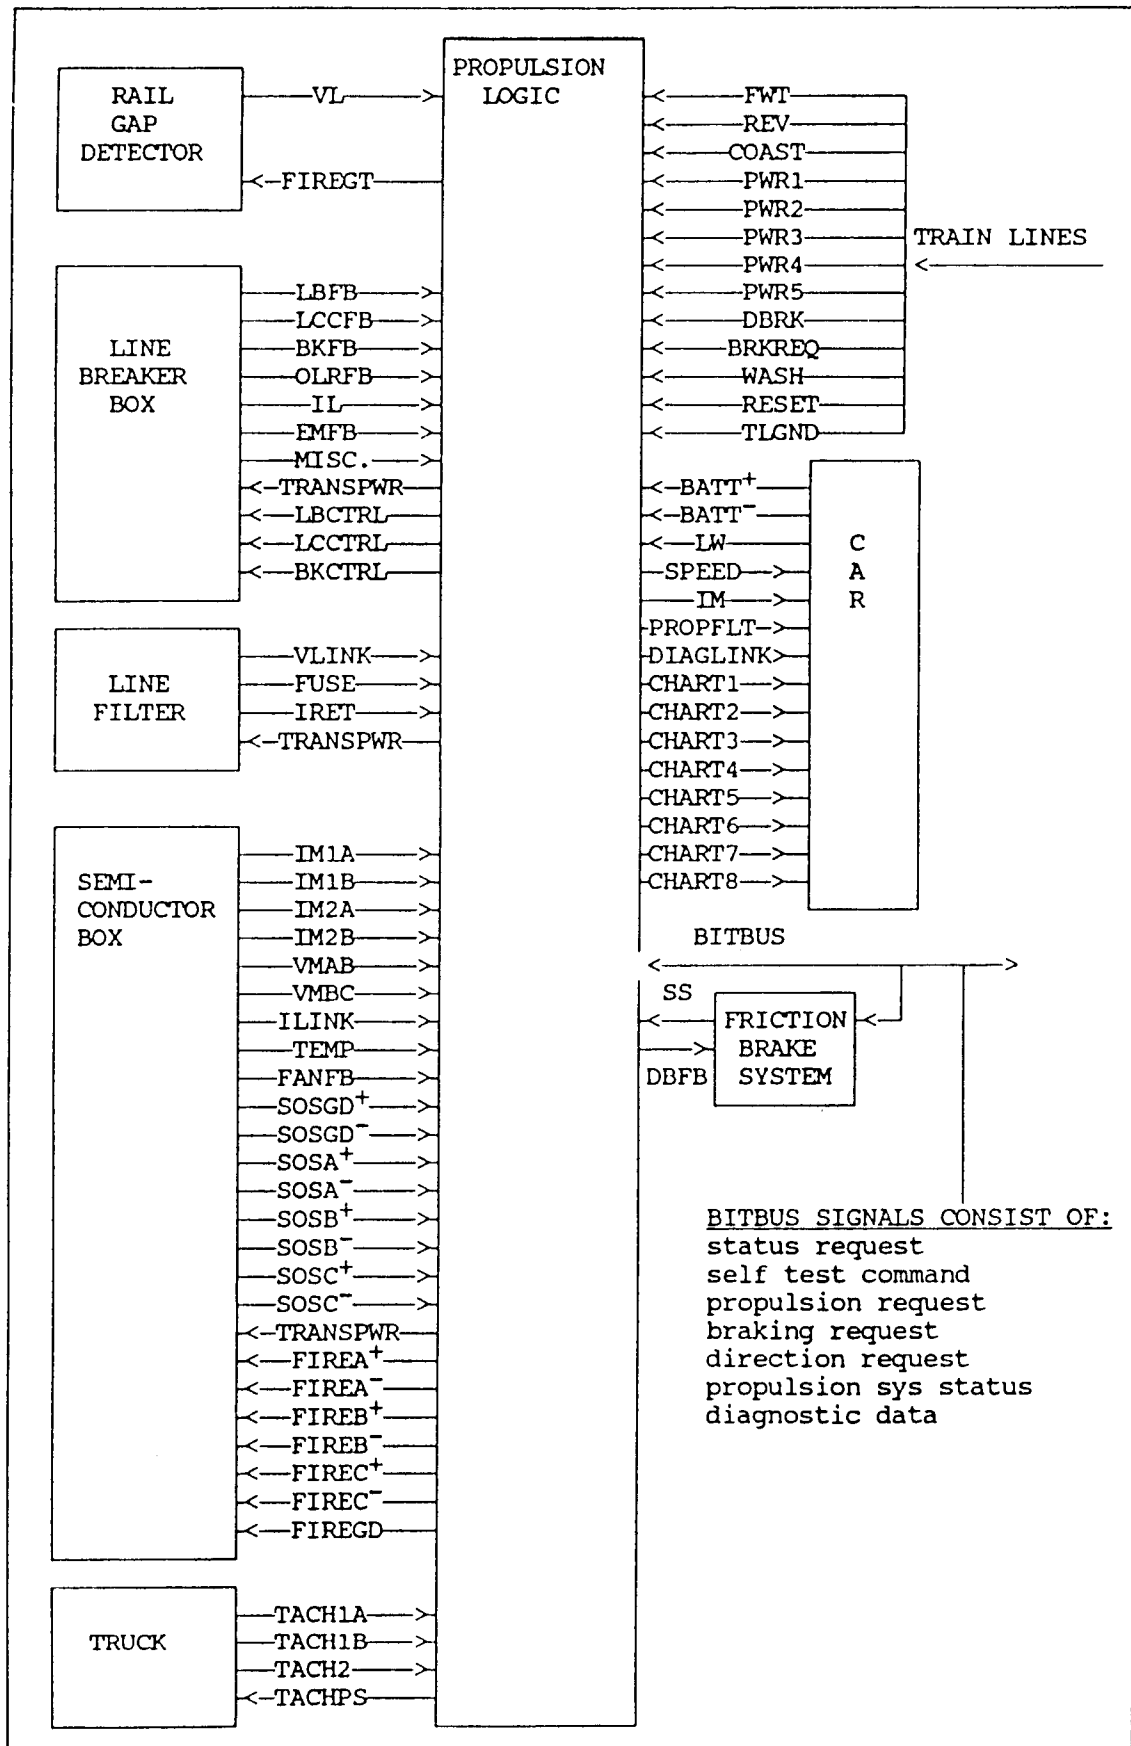 RAIL
GAP
DETECTOR
VL
FIREGT
LINE
BREAKER
BOX
LBFB
LCCFB
BKFB
OLRFB
IL
EMFB
MISC.
TRANSPWR
LBCTRL
LCCTRL
BKCTRL
LINE
FILTER
VLINK
FUSE
IRET
TRANSPWR
SEMI-
CONDUCTOR
BOX
IM1A
IM1B
IM2A
IM2B
VMAB
VMBC
ILINK
TEMP
FANFB
SOSGD+
SOSGD-
SOSA+
SOSA-
SOSB+
SOSB-
SOSC+
SOSC-
TRANSPWR
FIREA+
FIREA-
FIREB+
FIREB-
FIREC+
FIREC-
FIREGD
TRUCK
TACH1A
TACH1B
TACH2
TACHPS
PROPULSION
LOGIC
FWT
REV
COAST
PWR1
PWR2
PWR3
PWR4
PWR5
DBRK
BRKREQ
WASH
RESET
TLGND
TRAIN LINES
BATT+
BATT-
LW
SPEED
IM
PROPFLT
DIAGLINK
CHART1
CHART2
CHART3
CHART4
CHART5
CHART6
CHART7
CHART8
C
A
R
BITBUS
SS
DBFB
FRICTION
BRAKE
SYSTEM
BITBUS SIGNALS CONSIST OF:
status request
self test command
propulsion request
braking request
direction request
propulsion sys status
diagnostic data